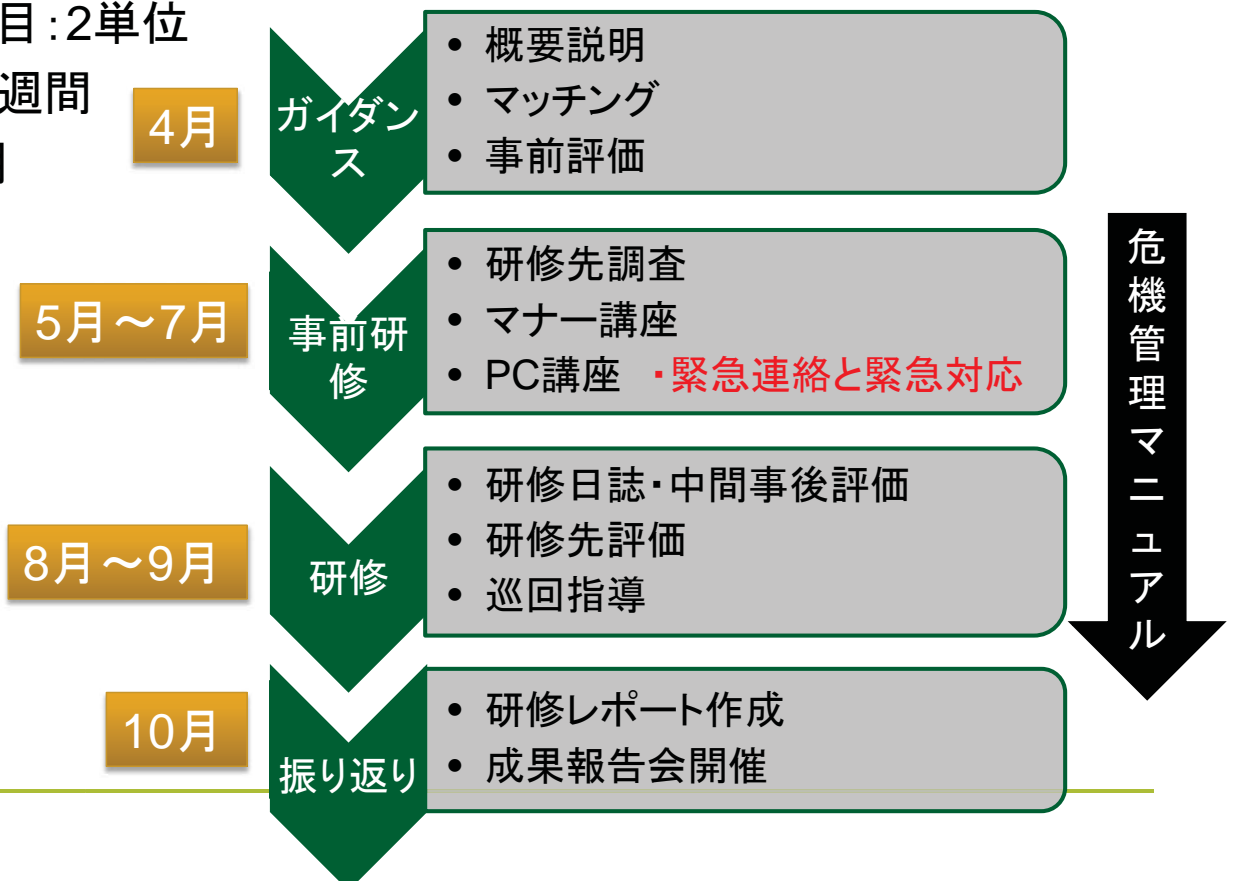 目:2単位
週間
4月
ガイダン
ス
• 概要説明
• マッチング
• 事前評価
5月～7月
事前研
修
• 研修先調査
• マナー講座
• PC講座 ・緊急連絡と緊急対応
8月～9月
研修
• 研修日誌・中間事後評価
• 研修先評価
• 巡回指導
10月
振り返り
• 研修レポート作成
• 成果報告会開催
危機管理マニュアル